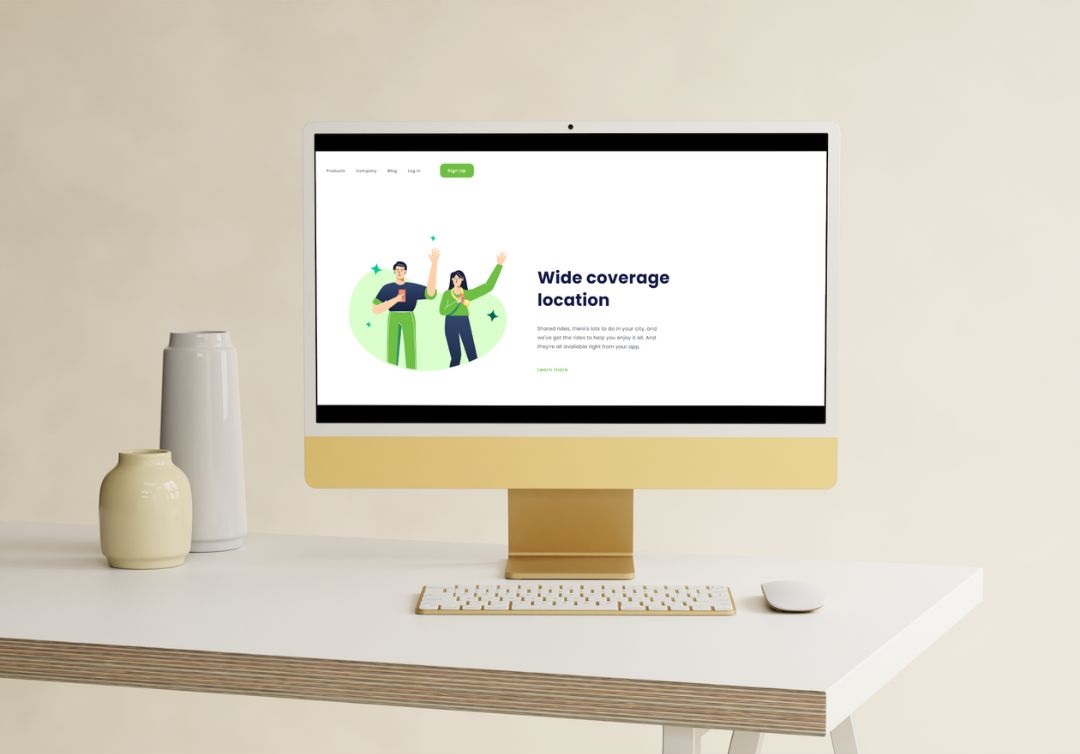 Products Company Blog Log in Sign Up
Wide coverage
location
Shared rides, there's lots to do in your city, and
we've got the rides to help you enjoy it all. And
they're all available right from your app.
Learn more